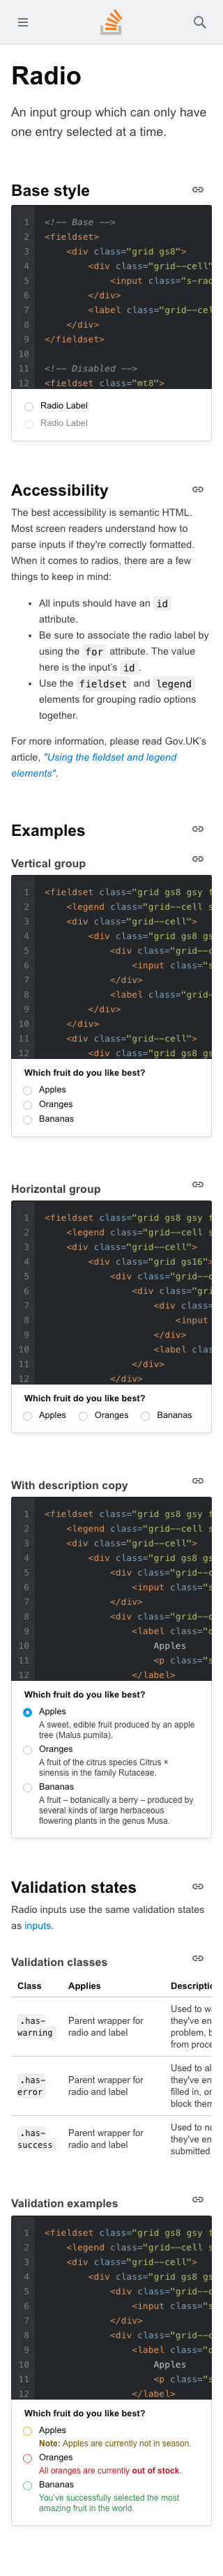 Radio
An input group which can only have
one entry selected at a time.
Base style
1 <!-- Base -->
2 <fieldset>
3 <div class="grid gs8">
4 <div class="grid--cell"
5 <input class="s-rad
6 </div>
7 <label class="grid--cel
8 </div>
9 </fieldset>
10
11 <!-- Disabled -->
12 <fieldset class="mt8">
Radio Label
Radio Label
Accessibility
The best accessibility is semantic HTML.
Most screen readers understand how to
parse inputs if they're correctly formatted.
When it comes to radios, there are a few
things to keep in mind:
• All inputs should have an id
attribute.
• Be sure to associate the radio label by
using the for attribute. The value
here is the input's id .
• Use the fieldset and legend
elements for grouping radio options
together.
For more information, please read Gov.UK's
article, "Using the fieldset and legend
elements".
Examples
Vertical group
1 <fieldset class="grid gs8 gsy f
2 <legend class="grid--cell s
3 <div class="grid--cell">
4 <div class="grid gs8 gs
5 <div class="grid--c
6 <input class="s
7 </div>
8 <label class="grid-
9 </div>
10 </div>
11 <div class="grid--cell">
12 <div class="grid gs8 gs
Which fruit do you like best?
Apples
Oranges
Bananas
Horizontal group
1 <fieldset class="grid gs8 gsy f
2 <legend class="grid--cell s
3 <div class="grid--cell">
4 <div class="grid gs16">
5 <div class="grid--c
6 <div class="gri
7 <div class=
8 <input
9 </div>
10 <label clas
11 </div>
12 </div>
Which fruit do you like best?
Apples Oranges Bananas
With description copy
1 <fieldset class="grid gs8 gsy f
2 <legend class="grid--cell s
3 <div class="grid--cell">
4 <div class="grid gs8 gs
5 <div class="grid--c
6 <input class="s
7 </div>
8 <div class="grid--c
9 <label class="d
10 Apples
11 <p class="s
12 </label>
Which fruit do you like best?
Apples
A sweet, edible fruit produced by an apple
tree (Malus pumila).
Oranges
A fruit of the citrus species Citrus ×
sinensis in the family Rutaceae.
Bananas
A fruit – botanically a berry – produced by
several kinds of large herbaceous
flowering plants in the genus Musa.
Validation states
Radio inputs use the same validation states
as inputs.
Validation classes
Class Applies Descriptio
.has-warning Parent wrapper for radio and label
Used to wa
they've en
problem, b
from proce
.has-error Parent wrapper for radio and label
Used to al
they've en
filled in, or
block them
.has-success Parent wrapper for radio and label
Used to no
they've en
submitted
Validation examples
1 <fieldset class="grid gs8 gsy f
2 <legend class="grid--cell s
3 <div class="grid--cell">
4 <div class="grid gs8 gs
5 <div class="grid--c
6 <input class="s
7 </div>
8 <div class="grid--c
9 <label class="d
10 Apples
11 <p class="s
12 </label>
Which fruit do you like best?
Apples
Note: Apples are currently not in season.
Oranges
All oranges are currently out of stock.
Bananas
You've successfully selected the most
amazing fruit in the world.